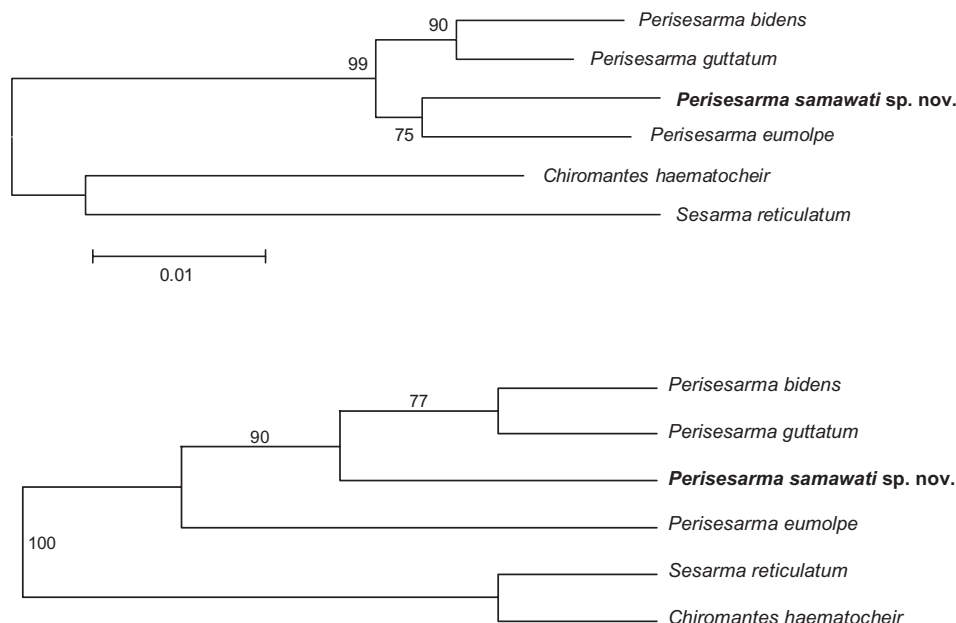 90
Perisesarma bidens
Perisesarma guttatum
99
Perisesarma samawati sp. nov.
75
Perisesarma eumolpe
Chiromantes haematocheir
Sesarma reticulatum
0.01
Perisesarma bidens
77
Perisesarma guttatum
90
Perisesarma samawati sp. nov.
Perisesarma eumolpe
100
Sesarma reticulatum
Chiromantes haematocheir